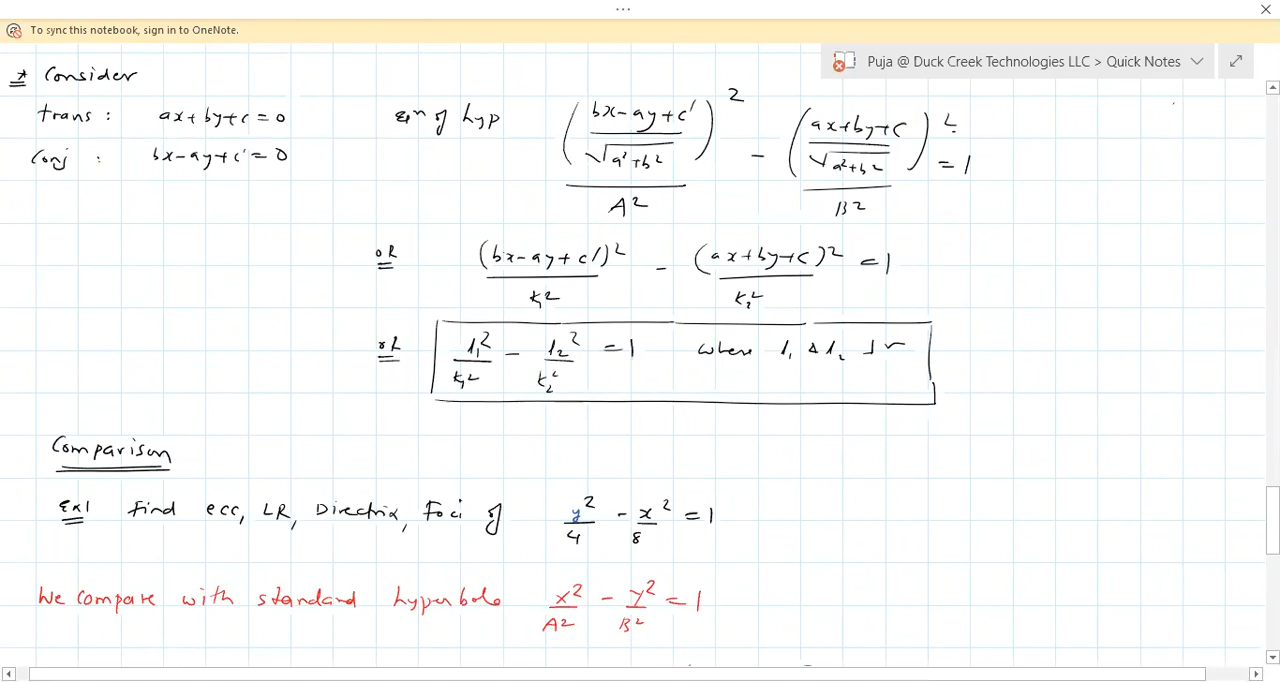 ...
To sync this notebook, sign in to OneNote.
Puja @ Duck Creek Technologies LLC > Quick Notes
* Consider
trans : ax+by+c=0
Conj : bx-ay+c'=0
eqn of hyp ((bx-ay+c')/√(a²+b²))²/A² - ((ax+by+c)/√(a²+b²))²/B² = 1
OR (bx-ay+c')²/k₁² - (ax+by+c)²/k₂² = 1
OR l₁²/k₁² - l₂²/k₂² = 1 where l₁ & l₂ ⊥r
Comparison
Ex1 Find ecc, LR, Directrix, Foci of y²/4 - x²/8 = 1
We compare with standard hyperbola X²/A² - Y²/B² = 1